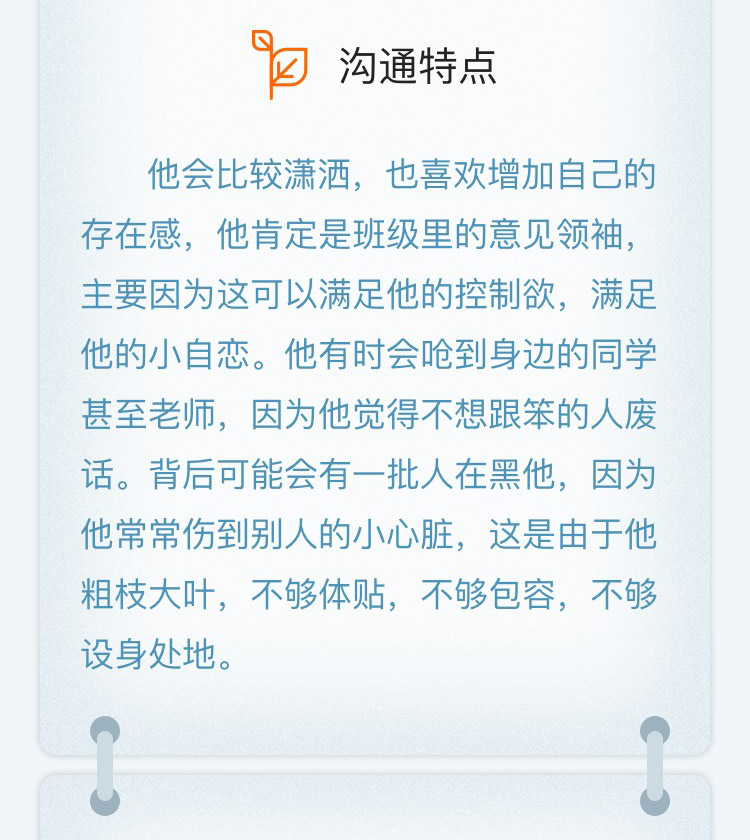 沟通特点
他会比较潇洒，也喜欢增加自己的
存在感，他肯定是班级里的意见领袖，
主要因为这可以满足他的控制欲，满足
他的小自恋。他有时会呛到身边的同学
甚至老师，因为他觉得不想跟笨的人废
话。背后可能会有一批人在黑他，因为
他常常伤到别人的小心脏，这是由于他
粗枝大叶，不够体贴，不够包容，不够
设身处地。